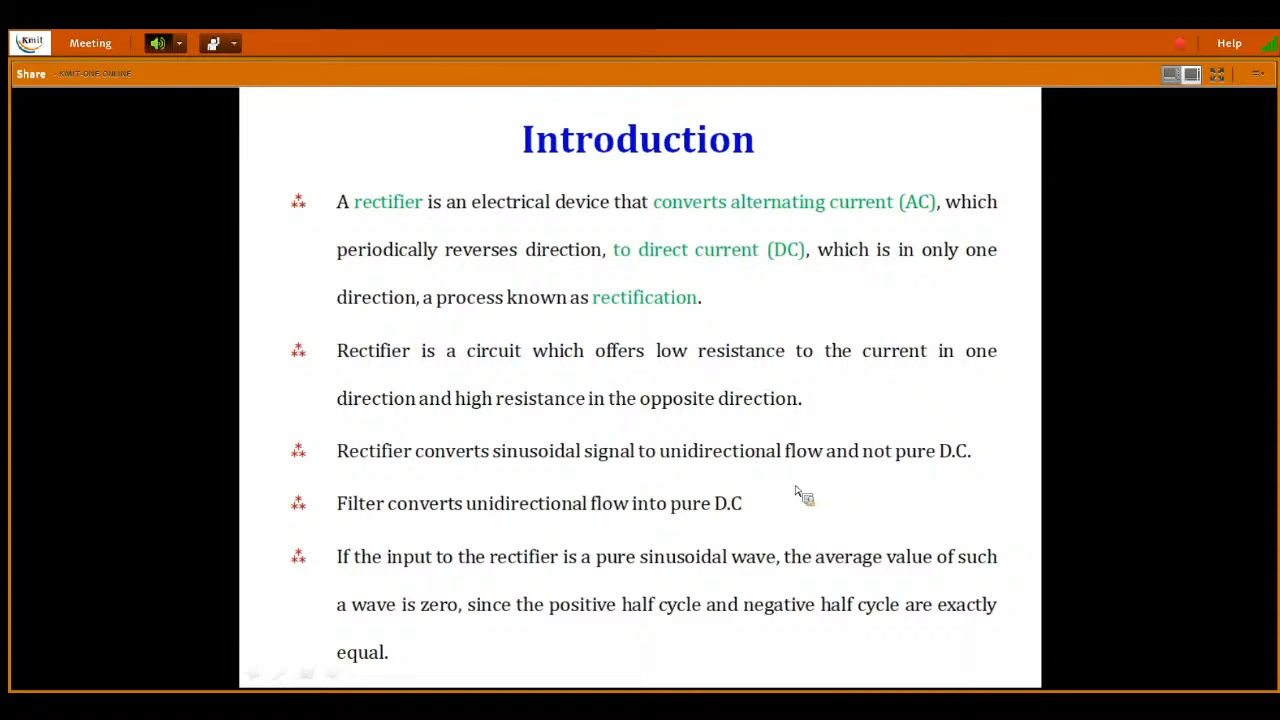 Kmit
Meeting
Help
Share - KMIT-ONE ONLINE
Introduction
A rectifier is an electrical device that converts alternating current (AC), which
periodically reverses direction, to direct current (DC), which is in only one
direction, a process known as rectification.
Rectifier is a circuit which offers low resistance to the current in one
direction and high resistance in the opposite direction.
Rectifier converts sinusoidal signal to unidirectional flow and not pure D.C.
Filter converts unidirectional flow into pure D.C
If the input to the rectifier is a pure sinusoidal wave, the average value of such
a wave is zero, since the positive half cycle and negative half cycle are exactly
equal.